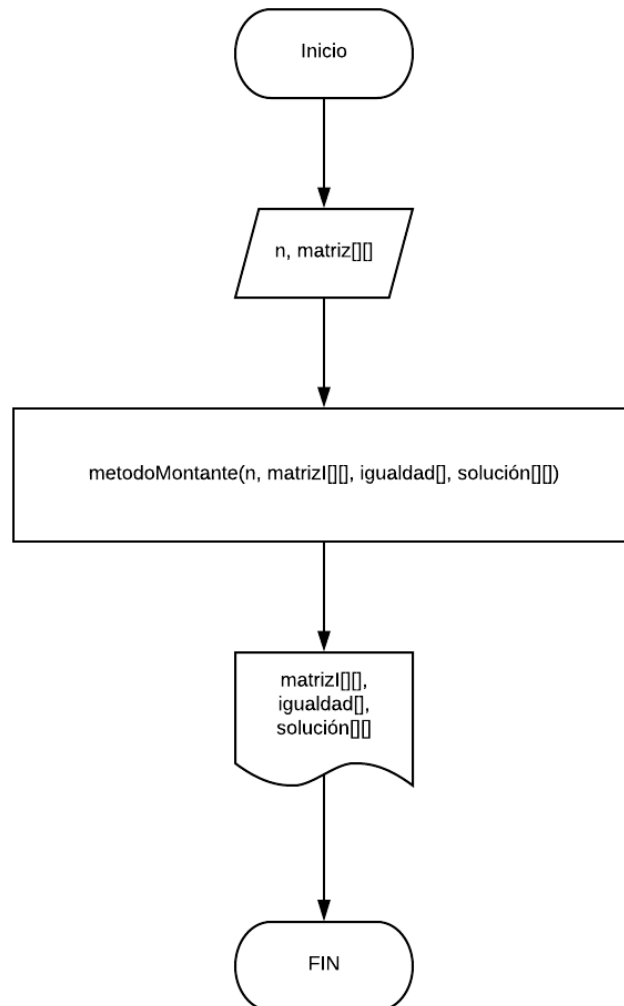 Inicio
n, matriz[][]
metodoMontante(n, matrizI[][], igualdad[], solución[][])
matrizI[][],
igualdad[],
solución[][]
FIN